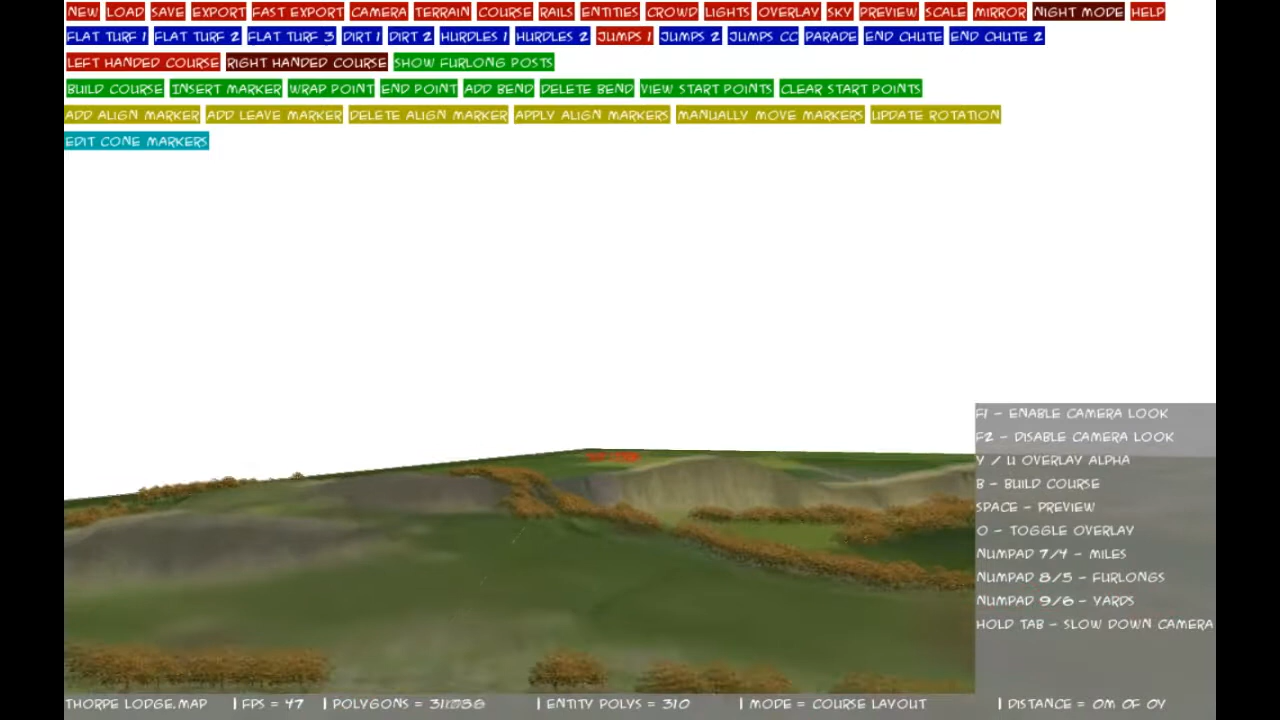 NEW LOAD SAVE EXPORT FAST EXPORT CAMERA TERRAIN COURSE RAILS ENTITIES CROWD LIGHTS OVERLAY SKY PREVIEW SCALE MIRROR NIGHT MODE HELP
FLAT TURF 1 FLAT TURF 2 FLAT TURF 3 DIRT 1 DIRT 2 HURDLES 1 HURDLES 2 JUMPS 1 JUMPS 2 JUMPS CC PARADE END CHUTE END CHUTE 2
LEFT HANDED COURSE RIGHT HANDED COURSE SHOW FURLONG POSTS
BUILD COURSE INSERT MARKER WRAP POINT END POINT ADD BEND DELETE BEND VIEW START POINTS CLEAR START POINTS
ADD ALIGN MARKER ADD LEAVE MARKER DELETE ALIGN MARKER APPLY ALIGN MARKERS MANUALLY MOVE MARKERS UPDATE ROTATION
EDIT CONE MARKERS
F1 - ENABLE CAMERA LOOK
F2 - DISABLE CAMERA LOOK
Y / U OVERLAY ALPHA
B - BUILD COURSE
SPACE - PREVIEW
O - TOGGLE OVERLAY
NUMPAD 7/4 - MILES
NUMPAD 8/5 - FURLONGS
NUMPAD 9/6 - YARDS
HOLD TAB - SLOW DOWN CAMERA
THORPE LODGE.MAP | FPS = 47 | POLYGONS = | ENTITY POLYS = 310 | MODE = COURSE LAYOUT | DISTANCE = 0M OF 0Y